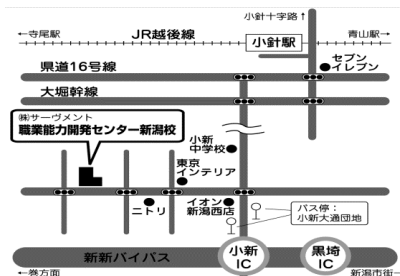 小針十字路↑
←寺尾駅
JR越後線
小針駅
青山駅→
県道16号線
セブン
イレブン
大堀幹線
㈱サーヴメント
職業能力開発センター新潟校
小新
中学校
東京
インテリア
ニトリ
イオン
新潟西店
バス停:
小新大通団地
新新バイパス
小新
IC
黒埼
IC
←巻方面
新潟市街→